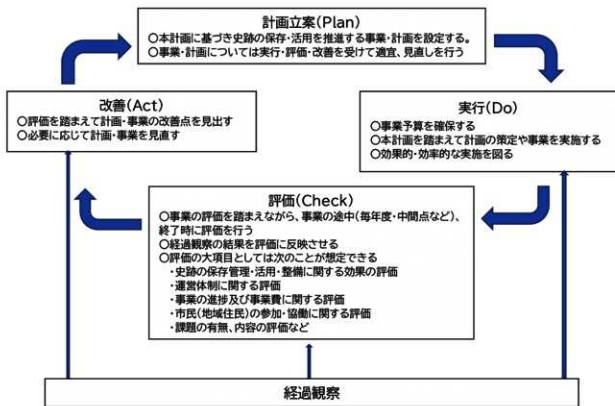 計画立案(Plan)
○本計画に基づき史跡の保存・活用を推進する事業・計画を設定する。
○事業・計画については実行・評価・改善を受けて適宜、見直しを行う
改善(Act)
○評価を踏まえて計画・事業の改善点を見出す
○必要に応じて計画・事業を見直す
実行(Do)
○事業予算を確保する
○本計画を踏まえて計画の策定や事業を実施する
○効果的・効率的な実施を図る
評価(Check)
○事業の評価を踏まえながら、事業の途中(毎年度・中間点など)、
終了時に評価を行う
○経過観察の結果を評価に反映させる
○評価の大項目としては次のことが想定できる
・史跡の保存管理・活用・整備に関する効果の評価
・運営体制に関する評価
・事業の進捗及び事業費に関する評価
・市民(地域住民)の参加・協働に関する評価
・課題の有無、内容の評価など
経過観察